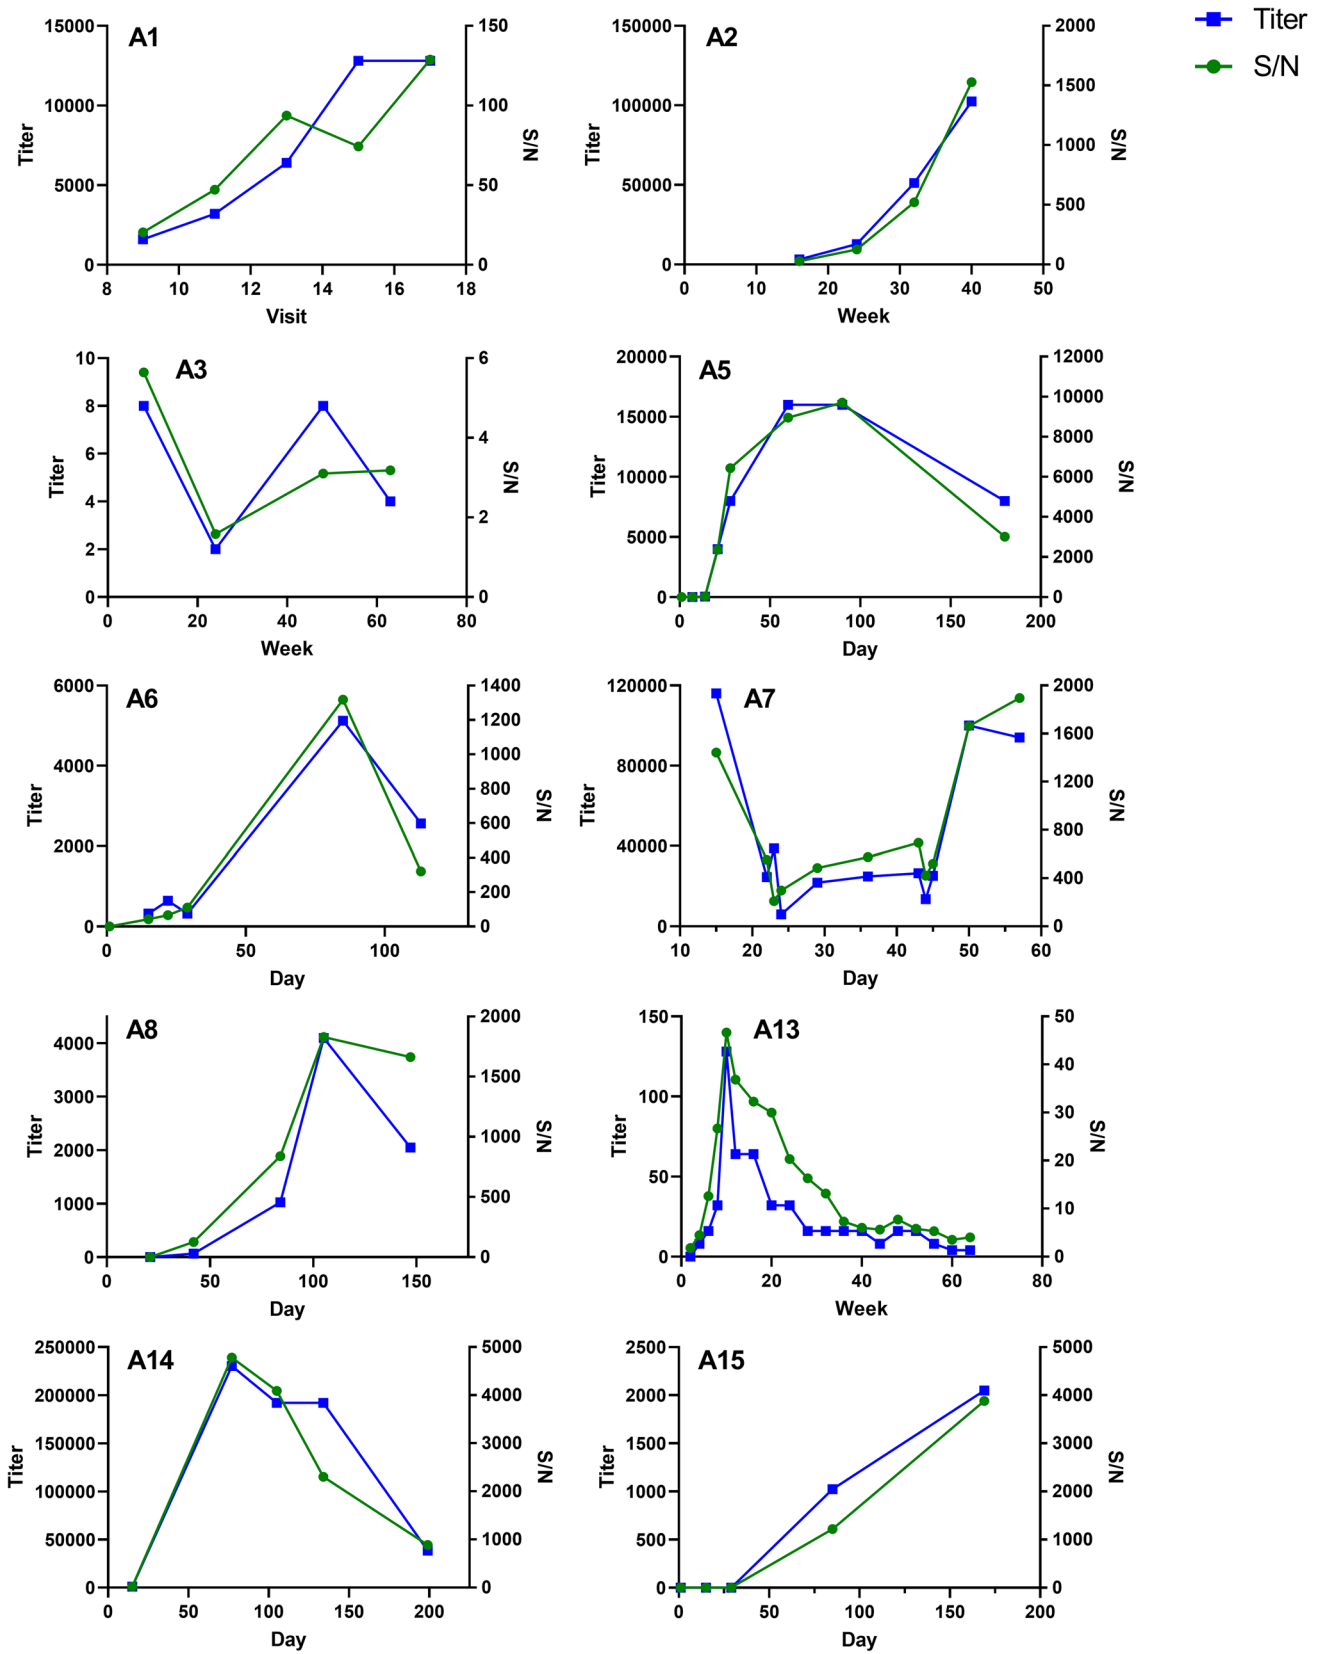 Titer
S/N
A1
15000
10000
5000
0
150
100
50
0
8 10 12 14 16 18
Titer
S/N
Visit
A2
150000
100000
50000
0
2000
1500
1000
500
0
0 10 20 30 40 50
Titer
S/N
Week
A3
10
8
6
4
2
0
6
4
2
0
0 20 40 60 80
Titer
S/N
Week
A5
20000
15000
10000
5000
0
12000
10000
8000
6000
4000
2000
0
0 50 100 150 200
Titer
S/N
Day
A6
6000
4000
2000
0
1400
1200
1000
800
600
400
200
0
0 50 100
Titer
S/N
Day
A7
120000
80000
40000
0
2000
1600
1200
800
400
0
10 20 30 40 50 60
Titer
S/N
Day
A8
4000
3000
2000
1000
0
2000
1500
1000
500
0
0 50 100 150
Titer
S/N
Day
A13
150
100
50
0
50
40
30
20
10
0
0 20 40 60 80
Titer
S/N
Week
A14
250000
200000
150000
100000
50000
0
5000
4000
3000
2000
1000
0
0 50 100 150 200
Titer
S/N
Day
A15
2500
2000
1500
1000
500
0
5000
4000
3000
2000
1000
0
0 50 100 150 200
Titer
S/N
Day